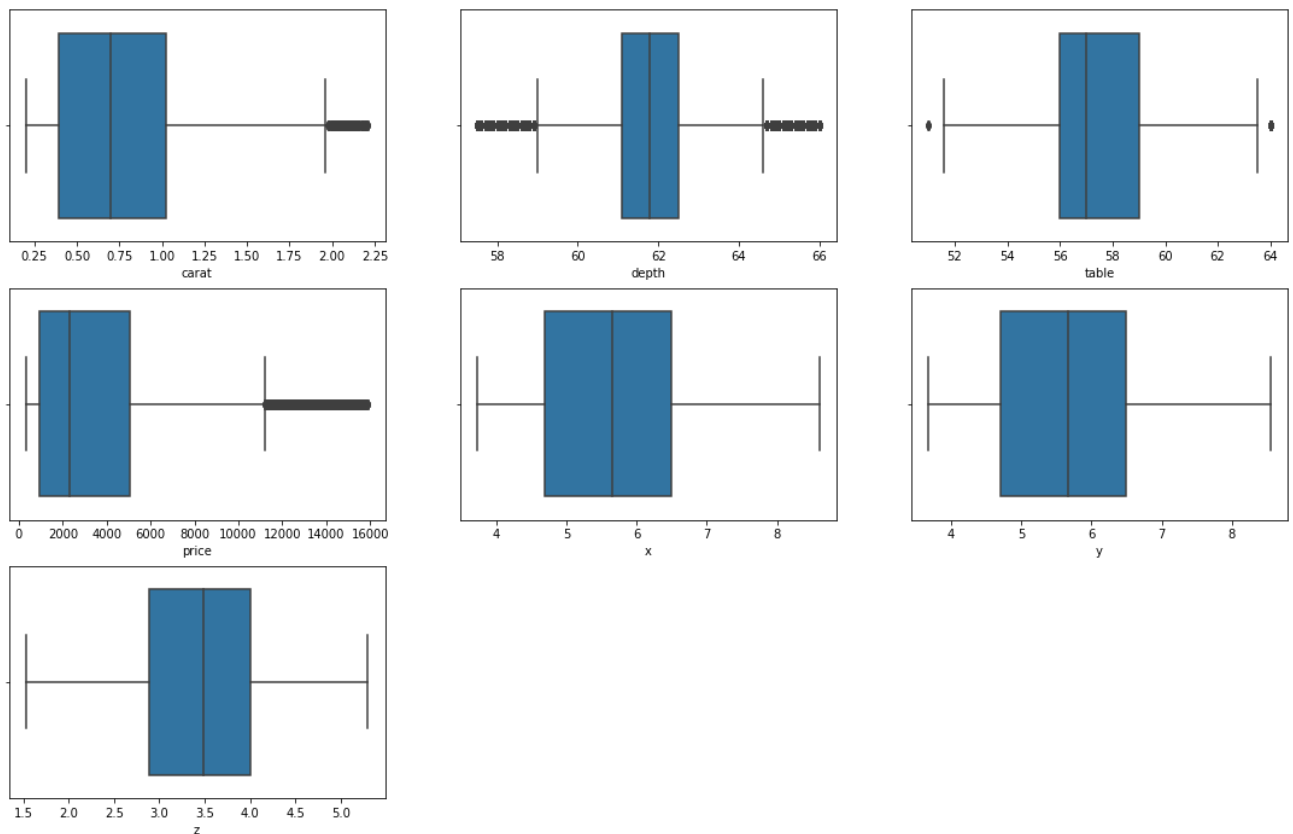 0.25 0.50 0.75 1.00 1.25 1.50 1.75 2.00 2.25
carat
58 60 62 64 66
depth
52 54 56 58 60 62 64
table
0 2000 4000 6000 8000 10000 12000 14000 16000
price
4 5 6 7 8
x
4 5 6 7 8
y
1.5 2.0 2.5 3.0 3.5 4.0 4.5 5.0
z